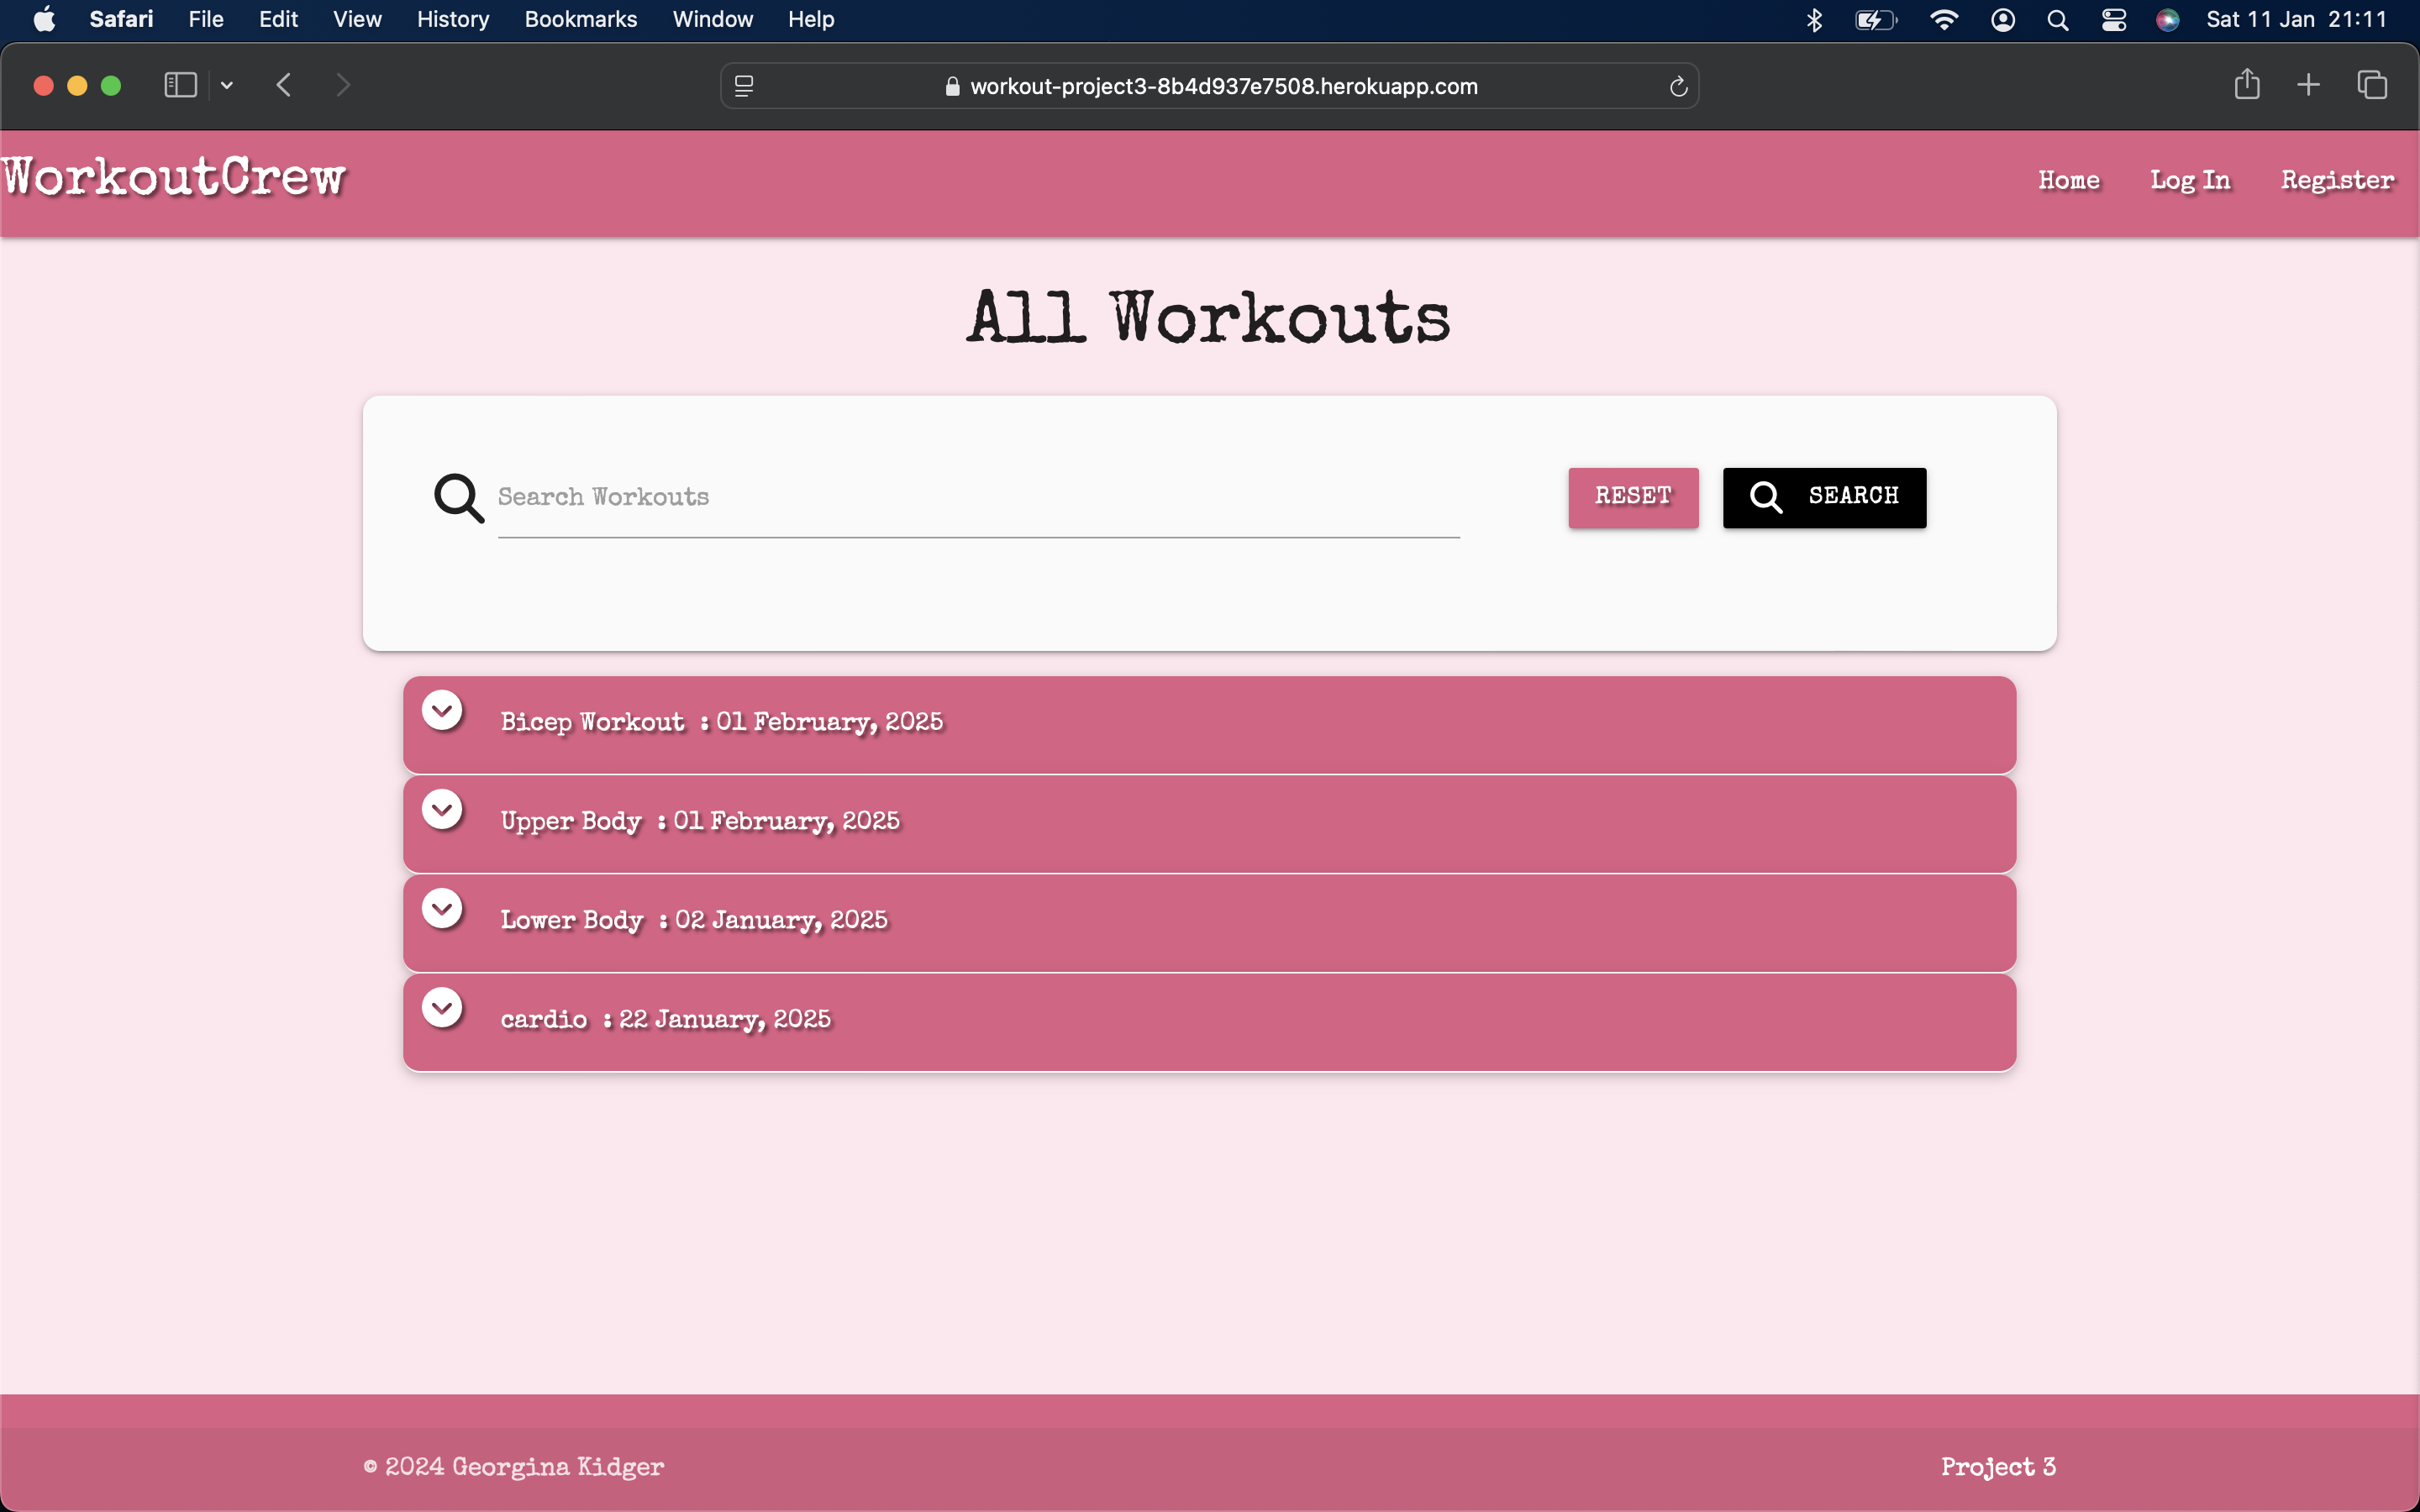 Safari File Edit View History Bookmarks Window Help Sat 11 Jan 21:11
workout-project3-8b4d937e7508.herokuapp.com
WorkoutCrew Home Log In Register
All Workouts
Search Workouts RESET SEARCH
Bicep Workout : 01 February, 2025
Upper Body : 01 February, 2025
Lower Body : 02 January, 2025
cardio : 22 January, 2025
© 2024 Georgina Kidger Project 3